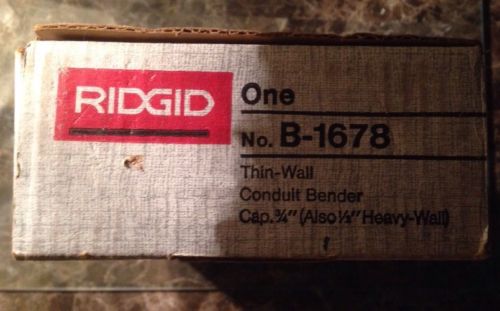 RIDGID
One
No. B-1678
Thin-Wall
Conduit Bender
Cap. ¾" (Also ½" Heavy-Wall)